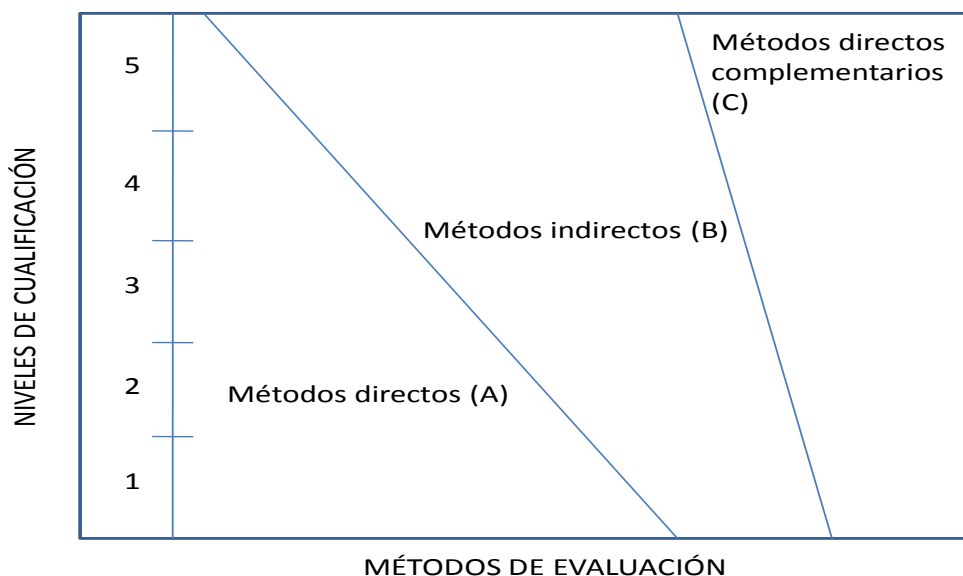 NIVELES DE CUALIFICACIÓN
5
4
3
2
1
Métodos directos
complementarios
(C)
Métodos indirectos (B)
Métodos directos (A)
MÉTODOS DE EVALUACIÓN